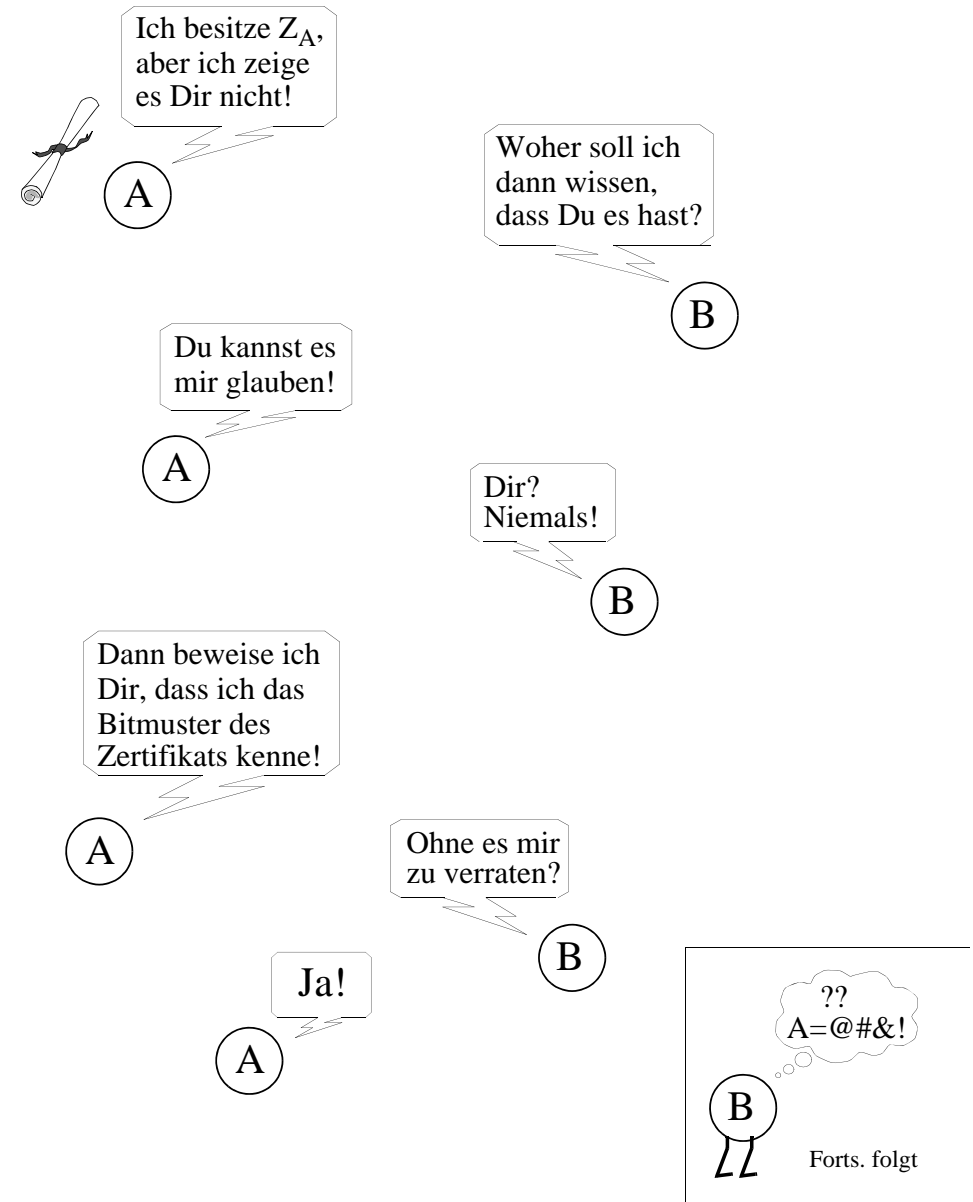 Ich besitze Z_A,
aber ich zeige
es Dir nicht!
A
Woher soll ich
dann wissen,
dass Du es hast?
B
Du kannst es
mir glauben!
A
Dir?
Niemals!
B
Dann beweise ich
Dir, dass ich das
Bitmuster des
Zertifikats kenne!
A
Ohne es mir
zu verraten?
B
Ja!
A
??
A=@#&!
B
Forts. folgt